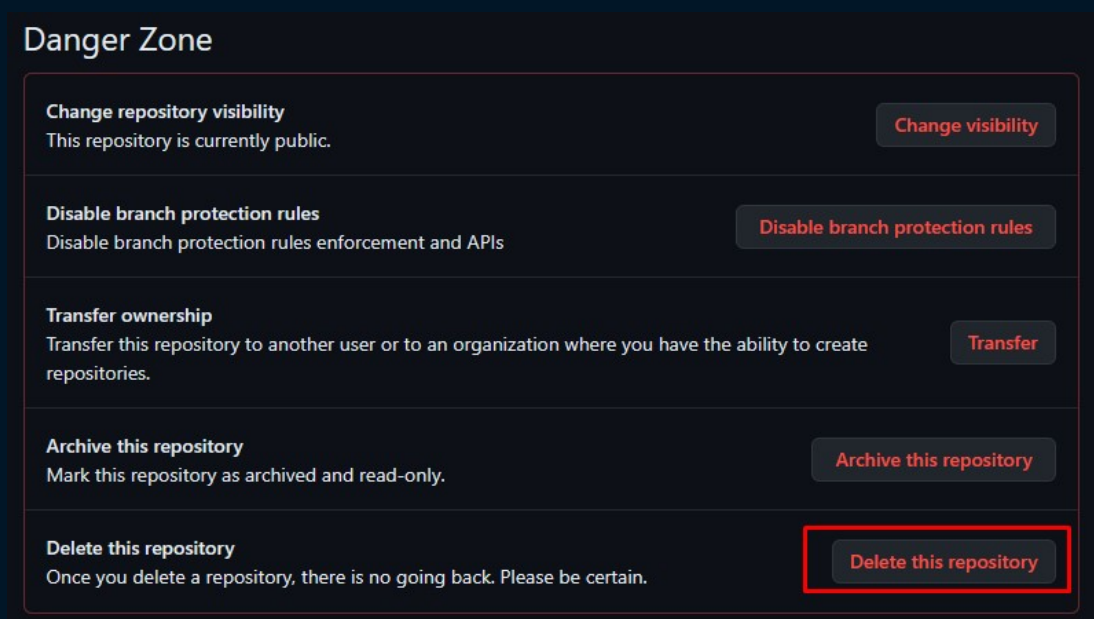 Danger Zone
Change repository visibility
This repository is currently public.
Change visibility
Disable branch protection rules
Disable branch protection rules enforcement and APIs
Disable branch protection rules
Transfer ownership
Transfer this repository to another user or to an organization where you have the ability to create
repositories.
Transfer
Archive this repository
Mark this repository as archived and read-only.
Archive this repository
Delete this repository
Once you delete a repository, there is no going back. Please be certain.
Delete this repository